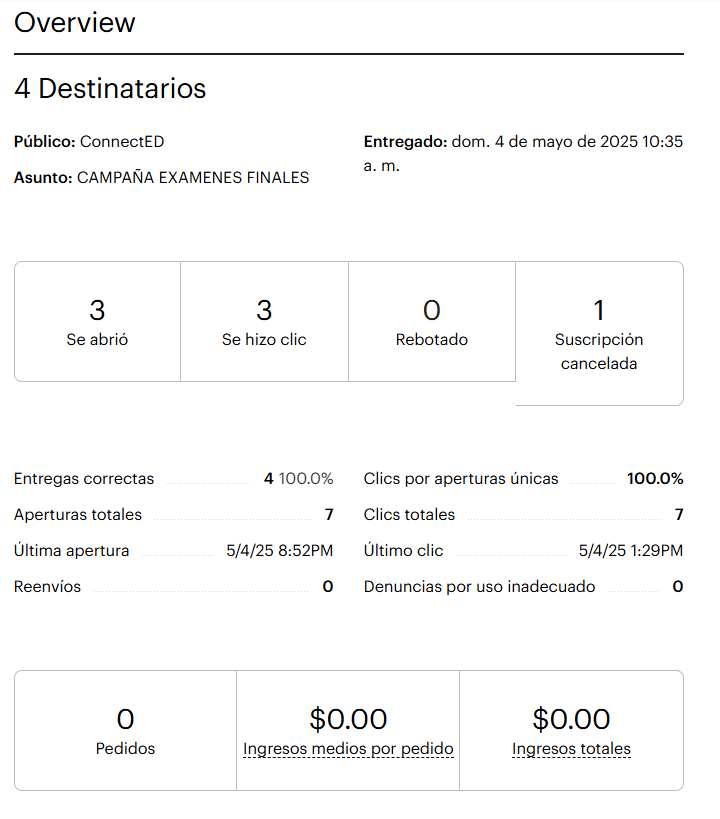 Overview
4 Destinatarios
Público: ConnectED
Entregado: dom. 4 de mayo de 2025 10:35
a. m.
Asunto: CAMPAÑA EXAMENES FINALES
3
Se abrió
3
Se hizo clic
0
Rebotado
1
Suscripción
cancelada
Entregas correctas 4 100.0%
Clics por aperturas únicas 100.0%
Aperturas totales 7
Clics totales 7
Última apertura 5/4/25 8:52PM
Último clic 5/4/25 1:29PM
Reenvíos 0
Denuncias por uso inadecuado 0
0
Pedidos
$0.00
Ingresos medios por pedido
$0.00
Ingresos totales